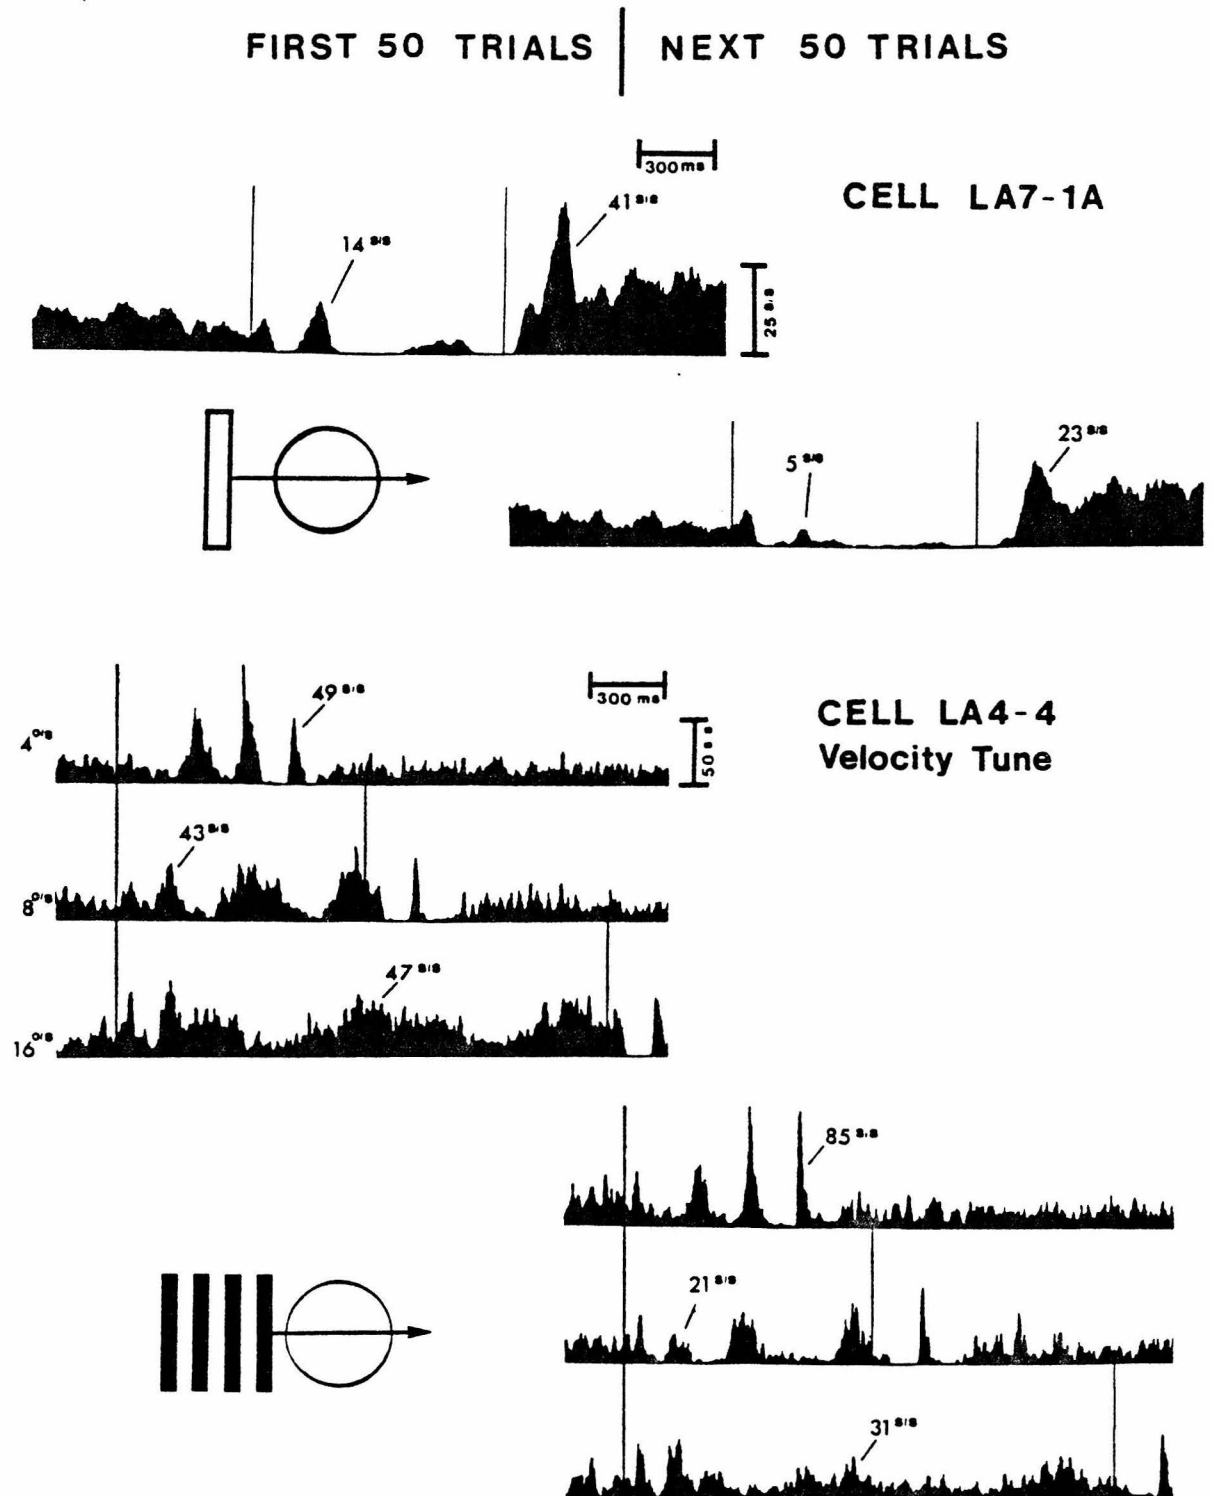 FIRST 50 TRIALS
NEXT 50 TRIALS
300ms
CELL LA7-1A
41 S/S
14 S/S
25 S/S
23 S/S
5 S/S
300 ms
CELL LA4-4
Velocity Tune
49 S/S
4 o/s
50 S
43 S/S
8 o/s
47 S/S
16 o/s
85 S/S
21 S/S
31 S/S